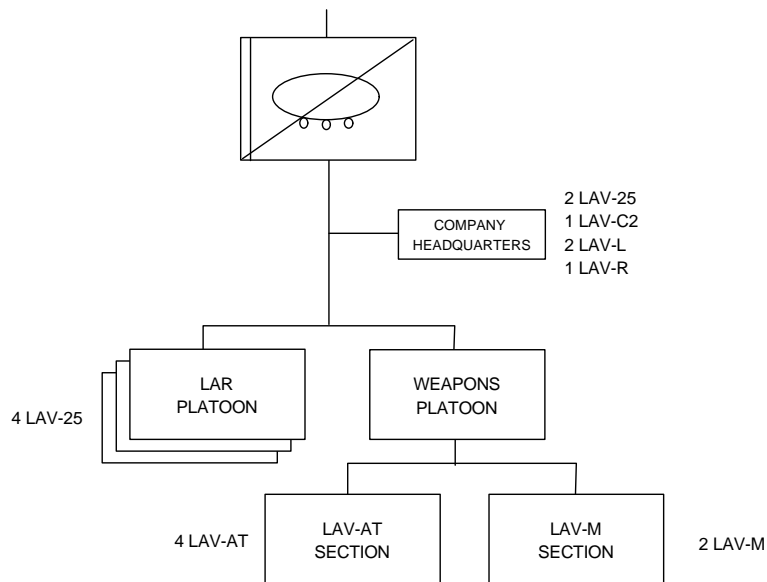 2 LAV-25
1 LAV-C2
2 LAV-L
1 LAV-R
COMPANY
HEADQUARTERS
LAR
PLATOON
WEAPONS
PLATOON
4 LAV-25
4 LAV-AT
LAV-AT
SECTION
LAV-M
SECTION
2 LAV-M